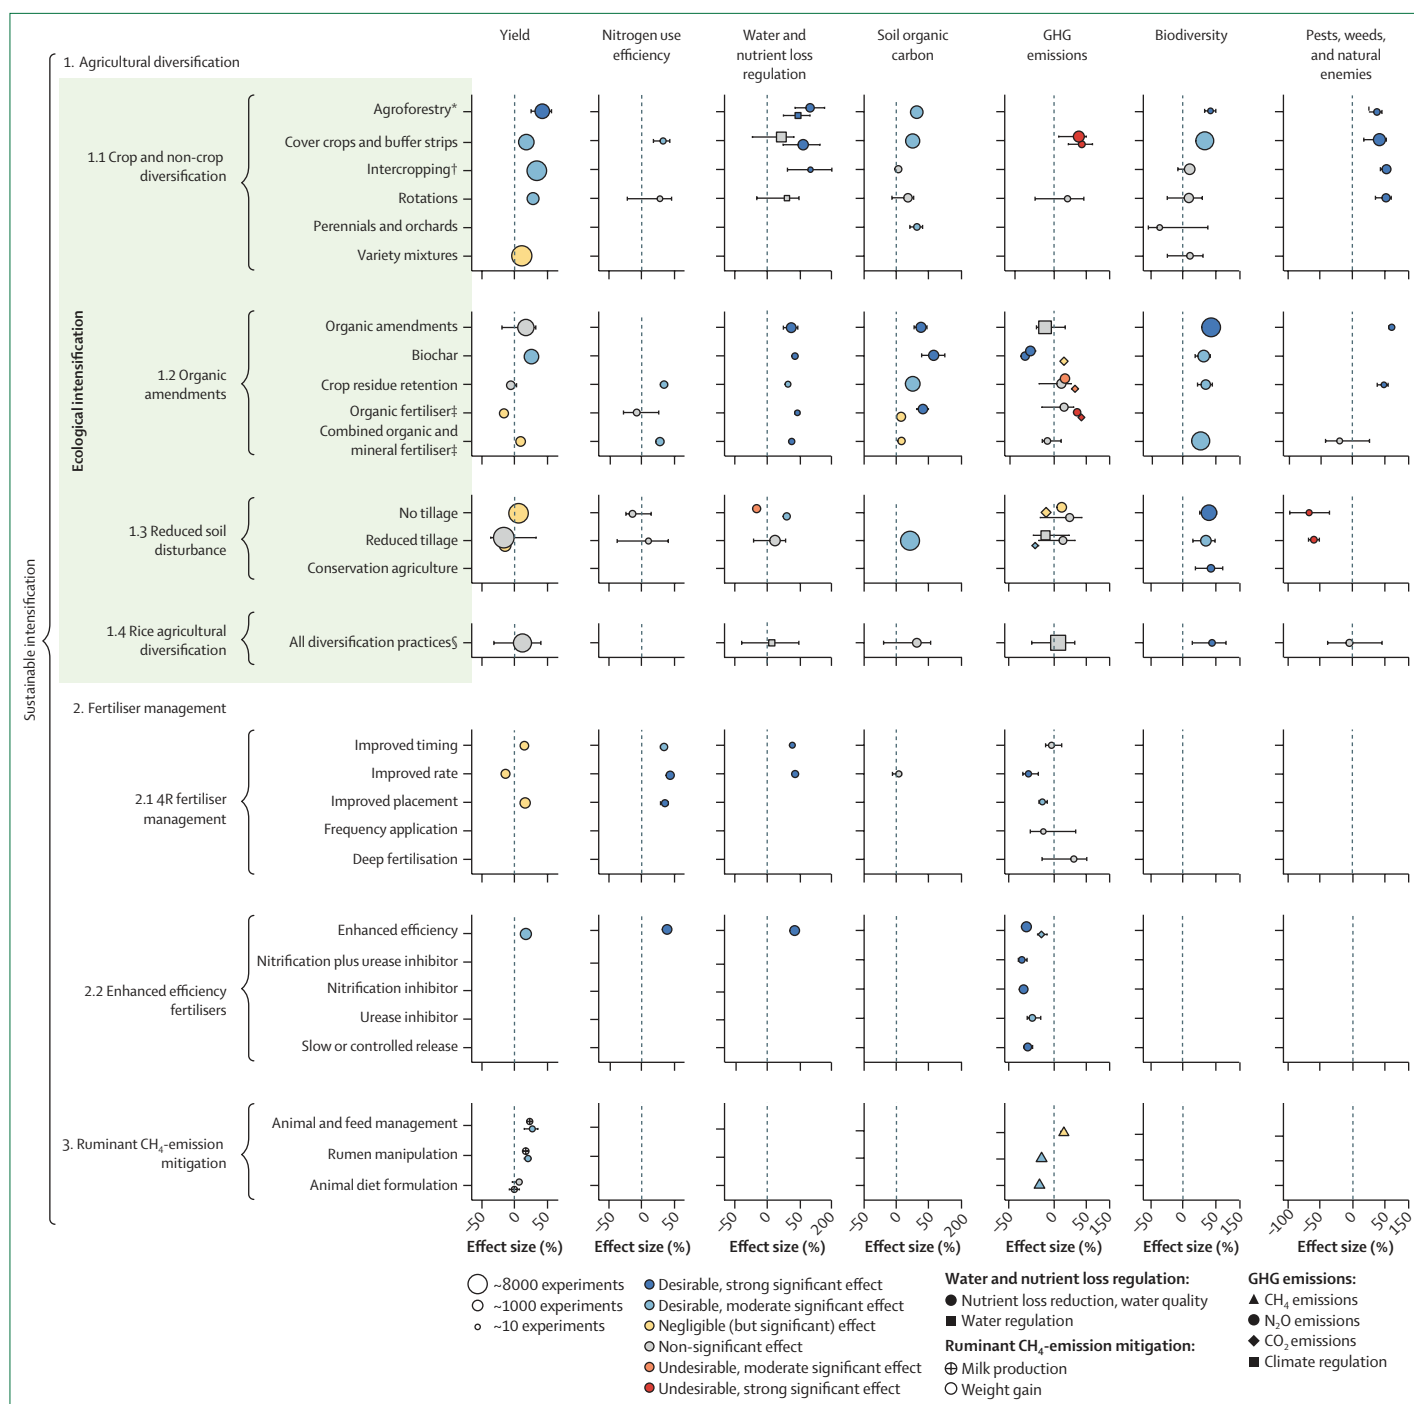 Yield
Nitrogen use
efficiency
Water and
nutrient loss
regulation
Soil organic
carbon
GHG
emissions
Biodiversity
Pests, weeds,
and natural
enemies
Sustainable intensification
1. Agricultural diversification
Ecological intensification
1.1 Crop and non-crop
diversification
Agroforestry*
Cover crops and buffer strips
Intercropping†
Rotations
Perennials and orchards
Variety mixtures
1.2 Organic
amendments
Organic amendments
Biochar
Crop residue retention
Organic fertiliser‡
Combined organic and
mineral fertiliser‡
1.3 Reduced soil
disturbance
No tillage
Reduced tillage
Conservation agriculture
1.4 Rice agricultural
diversification
All diversification practices§
2. Fertiliser management
2.1 4R fertiliser
management
Improved timing
Improved rate
Improved placement
Frequency application
Deep fertilisation
2.2 Enhanced efficiency
fertilisers
Enhanced efficiency
Nitrification plus urease inhibitor
Nitrification inhibitor
Urease inhibitor
Slow or controlled release
3. Ruminant CH₄-emission
mitigation
Animal and feed management
Rumen manipulation
Animal diet formulation
-50 0 50
-50 0 50
-50 0 50 200
-50 0 200
-50 0 50 150
-50 0 50 150
-100 -50 0 50 150
Effect size (%)
Effect size (%)
Effect size (%)
Effect size (%)
Effect size (%)
Effect size (%)
Effect size (%)
~8000 experiments
~1000 experiments
~10 experiments
Desirable, strong significant effect
Desirable, moderate significant effect
Negligible (but significant) effect
Non-significant effect
Undesirable, moderate significant effect
Undesirable, strong significant effect
Water and nutrient loss regulation:
Nutrient loss reduction, water quality
Water regulation
Ruminant CH₄-emission mitigation:
Milk production
Weight gain
GHG emissions:
CH₄ emissions
N₂O emissions
CO₂ emissions
Climate regulation